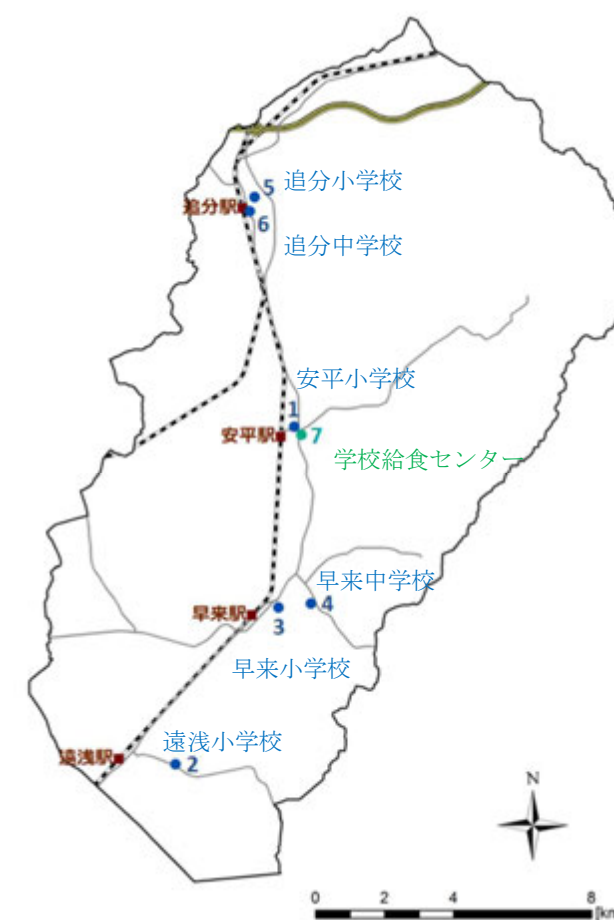 5
追分小学校
追分駅
6
追分中学校
安平小学校
1
安平駅
7
学校給食センター
早来中学校
早来駅
3
4
早来小学校
遠浅小学校
遠浅駅
2
N
0 2 4 8
km